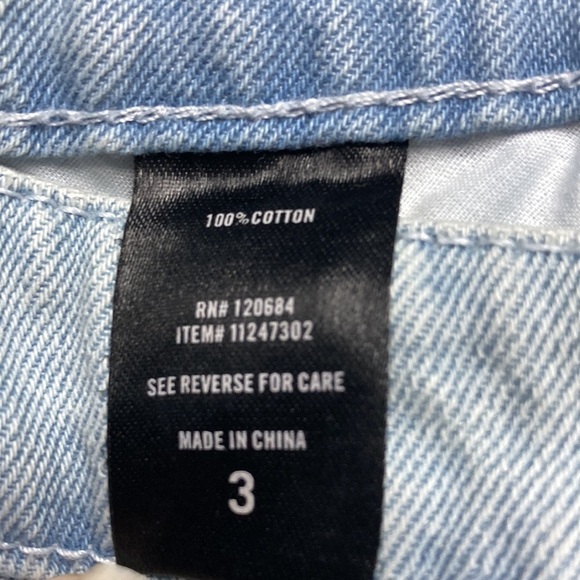 100% COTTON
RN# 120684
ITEM# 11247302
SEE REVERSE FOR CARE
MADE IN CHINA
3